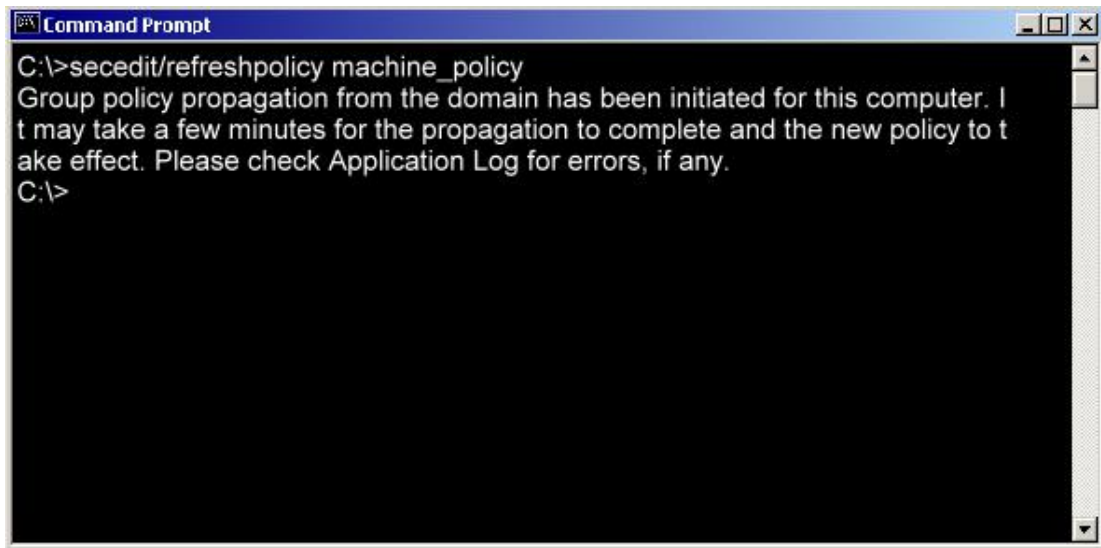 Command Prompt
C:\>secedit/refreshpolicy machine_policy
Group policy propagation from the domain has been initiated for this computer. I
t may take a few minutes for the propagation to complete and the new policy to t
ake effect. Please check Application Log for errors, if any.
C:\>